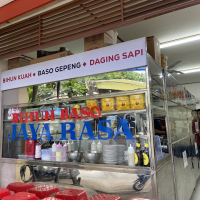 BIHUN KUAH ♦ BASO GEPENG ♦ DAGING SAPI
BIHUN BASO
JAYA RASA